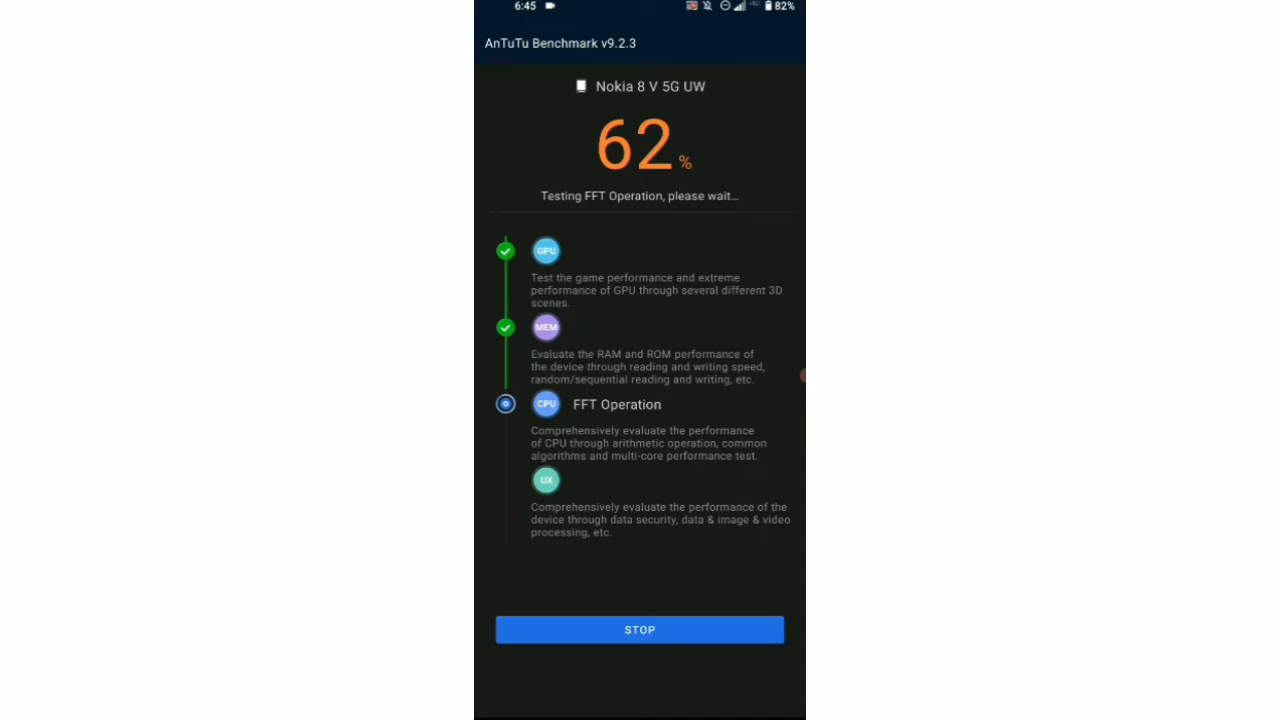 6:45 82%
AnTuTu Benchmark v9.2.3
Nokia 8 V 5G UW
62 %
Testing FFT Operation, please wait...
GPU
Test the game performance and extreme
performance of GPU through several different 3D
scenes.
MEM
Evaluate the RAM and ROM performance of
the device through reading and writing speed,
random/sequential reading and writing, etc.
CPU FFT Operation
Comprehensively evaluate the performance
of CPU through arithmetic operation, common
algorithms and multi-core performance test.
UX
Comprehensively evaluate the performance of the
device through data security, data & image & video
processing, etc.
STOP